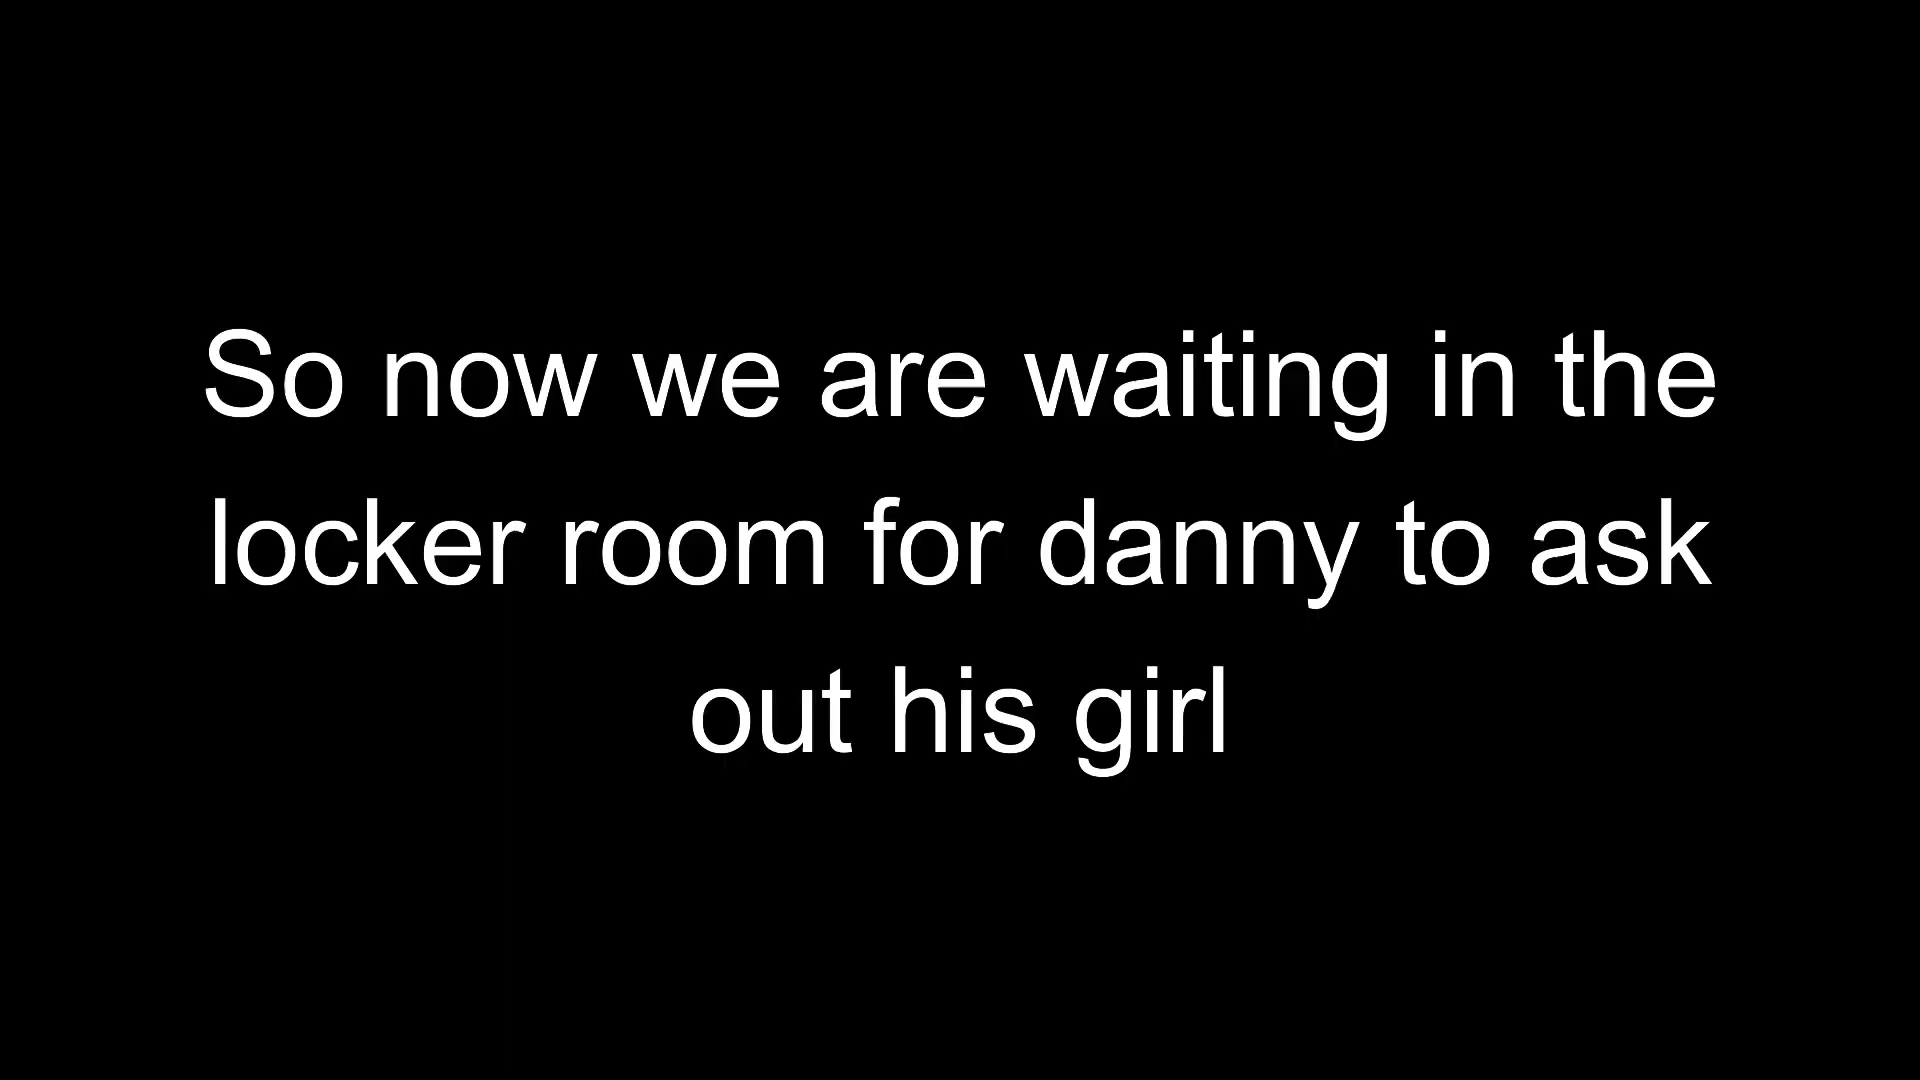 So now we are waiting in the
locker room for danny to ask
out his girl